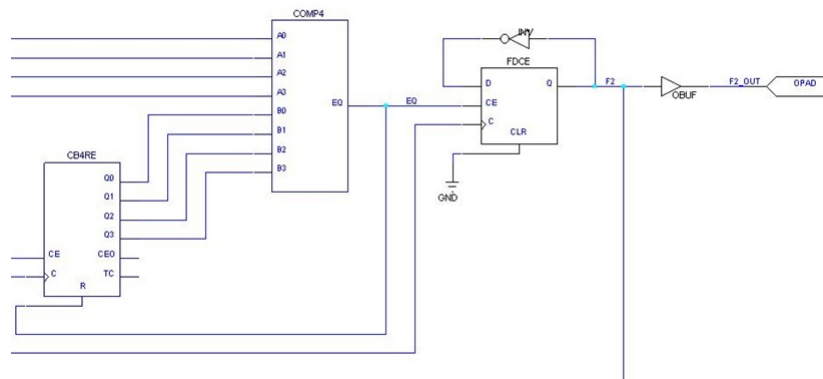 COMP4
A0
A1
A2
A3
B0
B1
B2
B3
EQ
EQ
INV
FDCE
D
CE
C
Q
CLR
GND
F2
OBUF
F2_OUT
OPAD
CB4RE
Q0
Q1
Q2
Q3
CE
C
CEO
TC
R